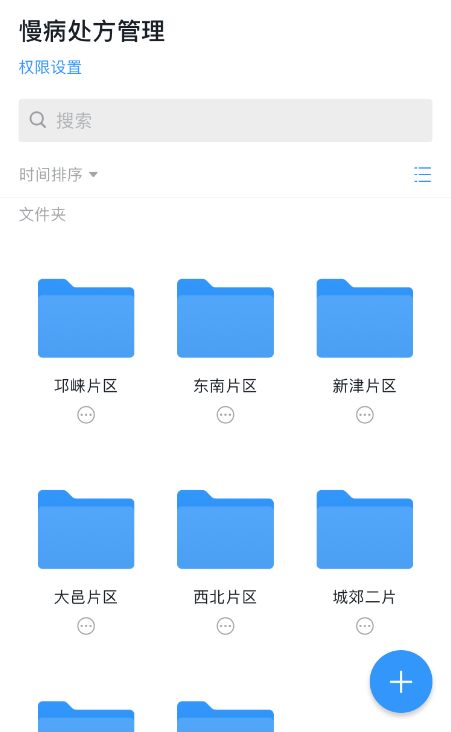 慢病处方管理
权限设置
搜索
时间排序
文件夹
邛崃片区
东南片区
新津片区
大邑片区
西北片区
城郊二片